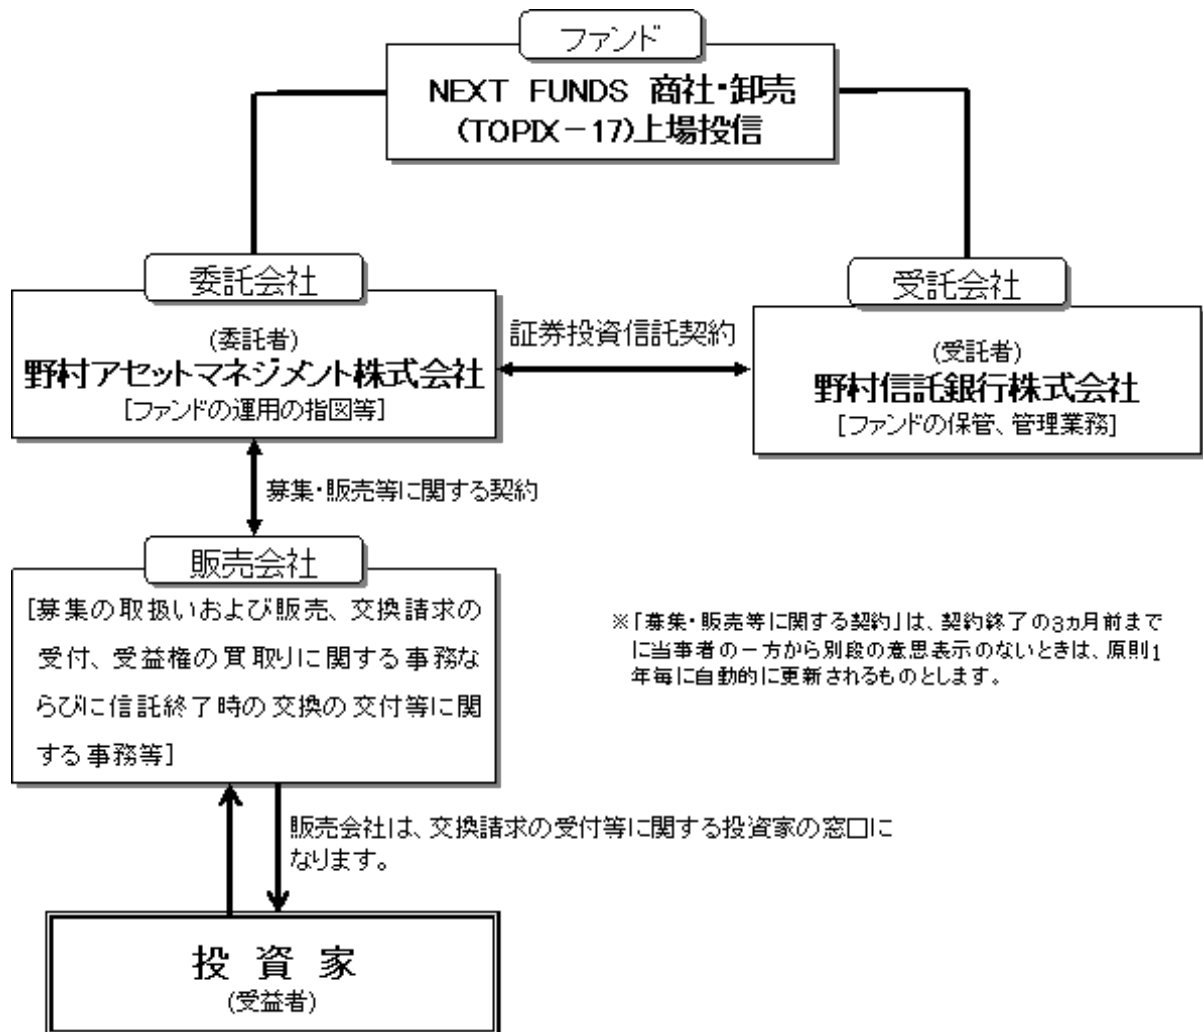 ファンド
NEXT FUNDS 商社・卸売
(TOPIX－17)上場投信
委託会社
(委託者)
野村アセットマネジメント株式会社
[ファンドの運用の指図等]
証券投資信託契約
受託会社
(受託者)
野村信託銀行株式会社
[ファンドの保管、管理業務]
募集・販売等に関する契約
販売会社
[募集の取扱いおよび販売、交換請求の
受付、受益権の買取りに関する事務な
らびに信託終了時の交換の交付等に関
する事務等]
※「募集・販売等に関する契約」は、契約終了の3ヵ月前まで
に当事者の一方から別段の意思表示のないときは、原則1
年毎に自動的に更新されるものとします。
販売会社は、交換請求の受付等に関する投資家の窓口に
なります。
投 資 家
(受益者)